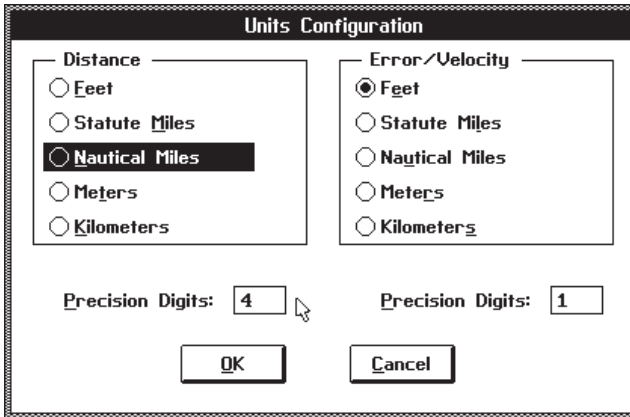 Units Configuration
Distance
Feet
Statute Miles
Nautical Miles
Meters
Kilometers
Error/Velocity
Feet
Statute Miles
Nautical Miles
Meters
Kilometers
Precision Digits: 4
Precision Digits: 1
OK
Cancel